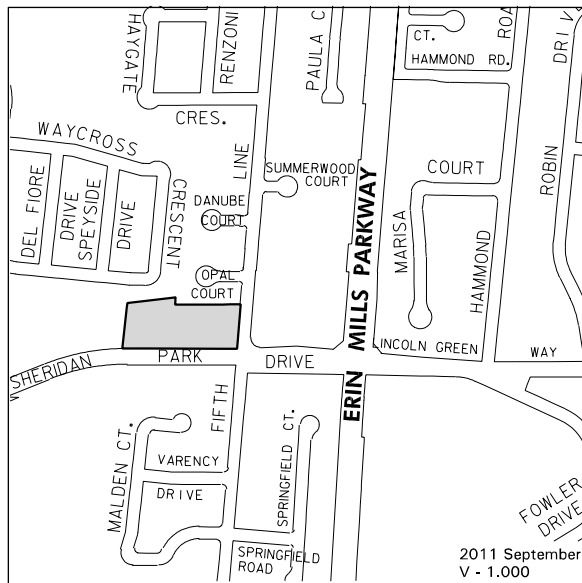 HAYGATE
RENZONI
PAULA C
CT.
ROA
HAMMOND RD.
DRIV
CRES.
WAYCROSS
LINE
SUMMERWOOD
COURT
COURT
ROBIN
DEL FIORE
DRIVE
SPEYSIDE
DRIVE
CRESCENT
DANUBE
COURT
OPAL
COURT
ERIN MILLS PARKWAY
MARISA
HAMMOND
SHERIDAN
PARK
DRIVE
INCOLN GREEN
WAY
FIFTH
MALDEN CT.
VARENCY
DRIVE
SPRINGFIELD CT.
SPRINGFIELD
ROAD
FOWLER
DRIVE
2011 September
V - 1.000